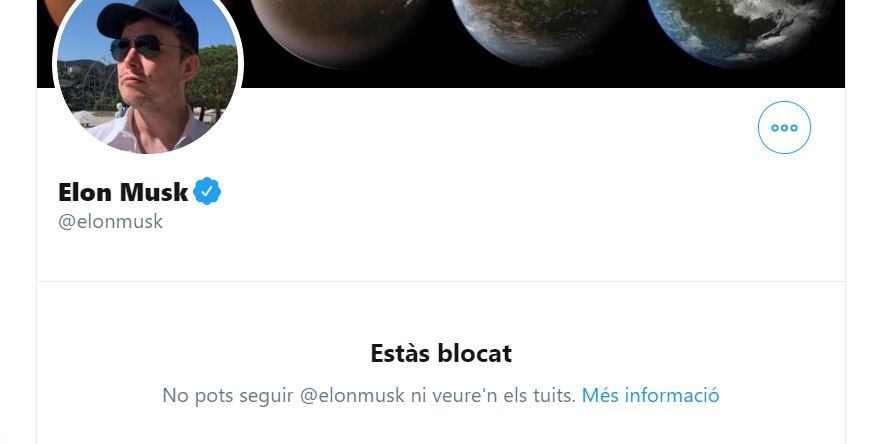 Elon Musk
@elonmusk
Estàs blocat
No pots seguir @elonmusk ni veure'n els tuits. Més informació